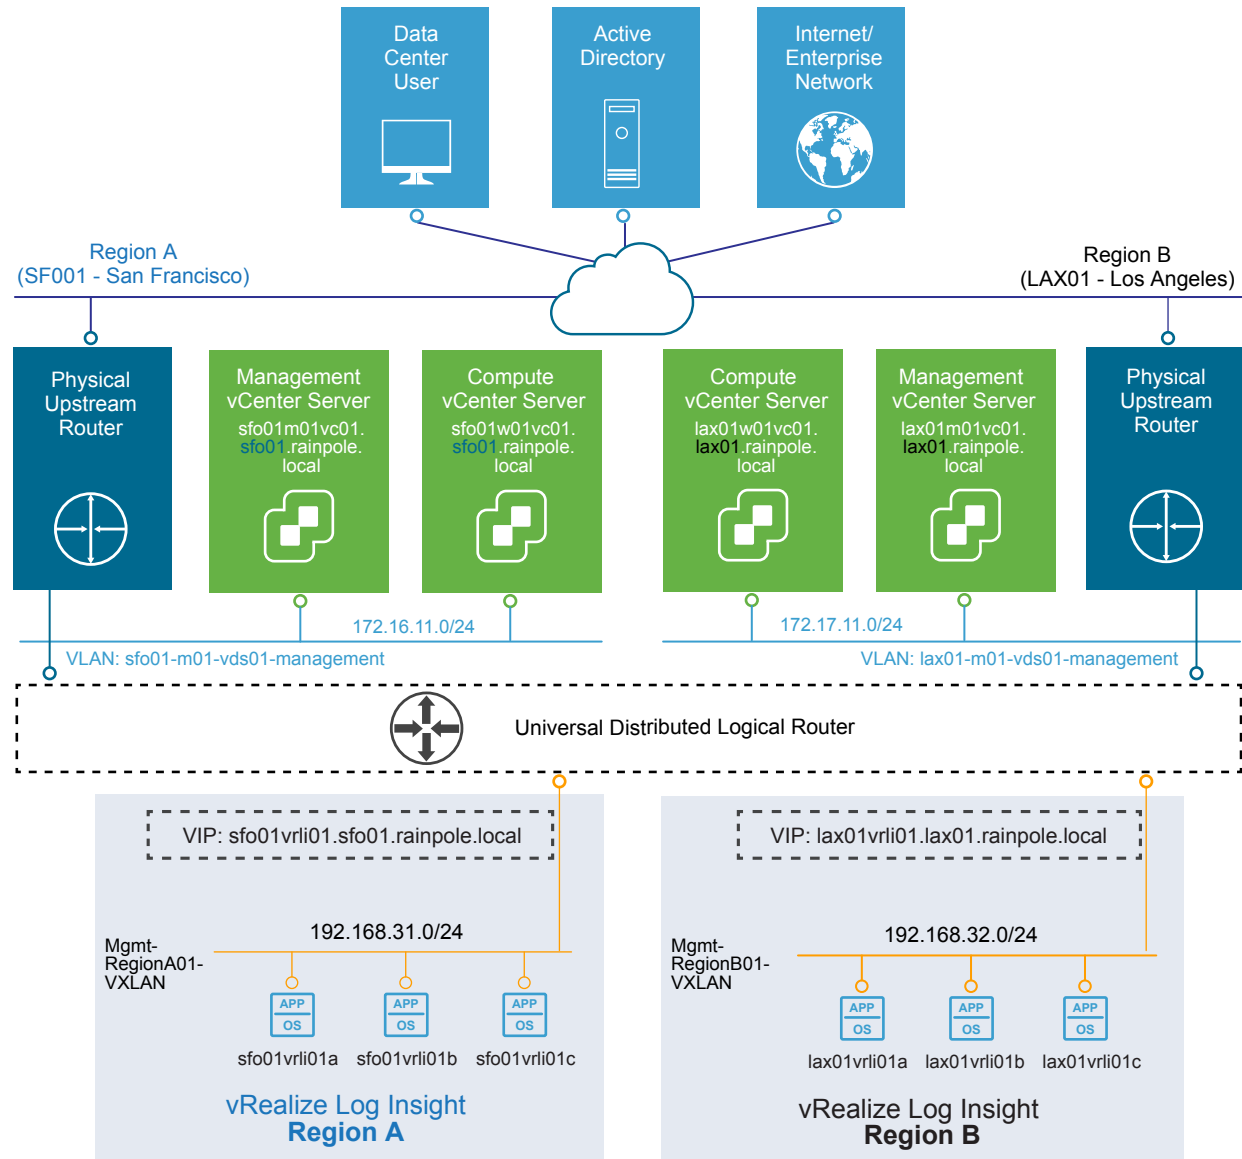 Data
Center
User
Active
Directory
Internet/
Enterprise
Network
Region A
(SF001 - San Francisco)
Region B
(LAX01 - Los Angeles)
Physical
Upstream
Router
Management
vCenter Server
sfo01m01vc01.
sfo01.rainpole.
local
Compute
vCenter Server
sfo01w01vc01.
sfo01.rainpole.
local
Compute
vCenter Server
lax01w01vc01.
lax01.rainpole.
local
Management
vCenter Server
lax01m01vc01.
lax01.rainpole.
local
Physical
Upstream
Router
172.16.11.0/24
VLAN: sfo01-m01-vds01-management
172.17.11.0/24
VLAN: lax01-m01-vds01-management
Universal Distributed Logical Router
VIP: sfo01vrli01.sfo01.rainpole.local
192.168.31.0/24
Mgmt-
RegionA01-
VXLAN
APP
OS
APP
OS
APP
OS
sfo01vrli01a
sfo01vrli01b
sfo01vrli01c
vRealize Log Insight
Region A
VIP: lax01vrli01.lax01.rainpole.local
192.168.32.0/24
Mgmt-
RegionB01-
VXLAN
APP
OS
APP
OS
APP
OS
lax01vrli01a
lax01vrli01b
lax01vrli01c
vRealize Log Insight
Region B